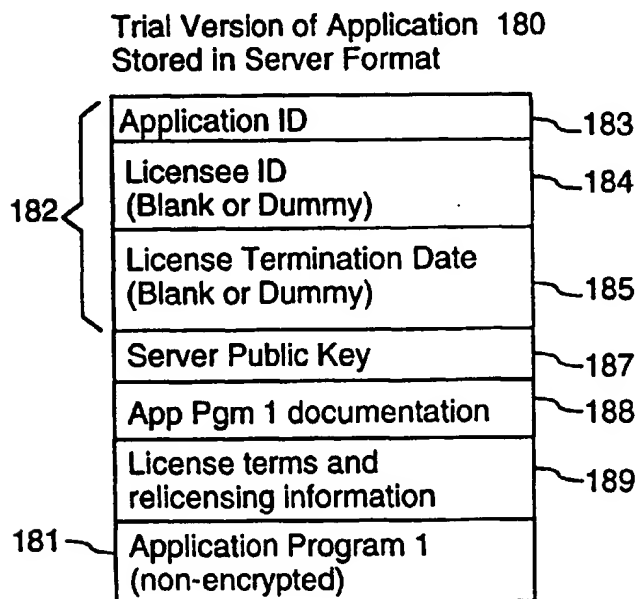 Trial Version of Application 180
Stored in Server Format
Application ID 183
Licensee ID
(Blank or Dummy) 184
182
License Termination Date
(Blank or Dummy) 185
Server Public Key 187
App Pgm 1 documentation 188
License terms and
relicensing information 189
181 Application Program 1
(non-encrypted)